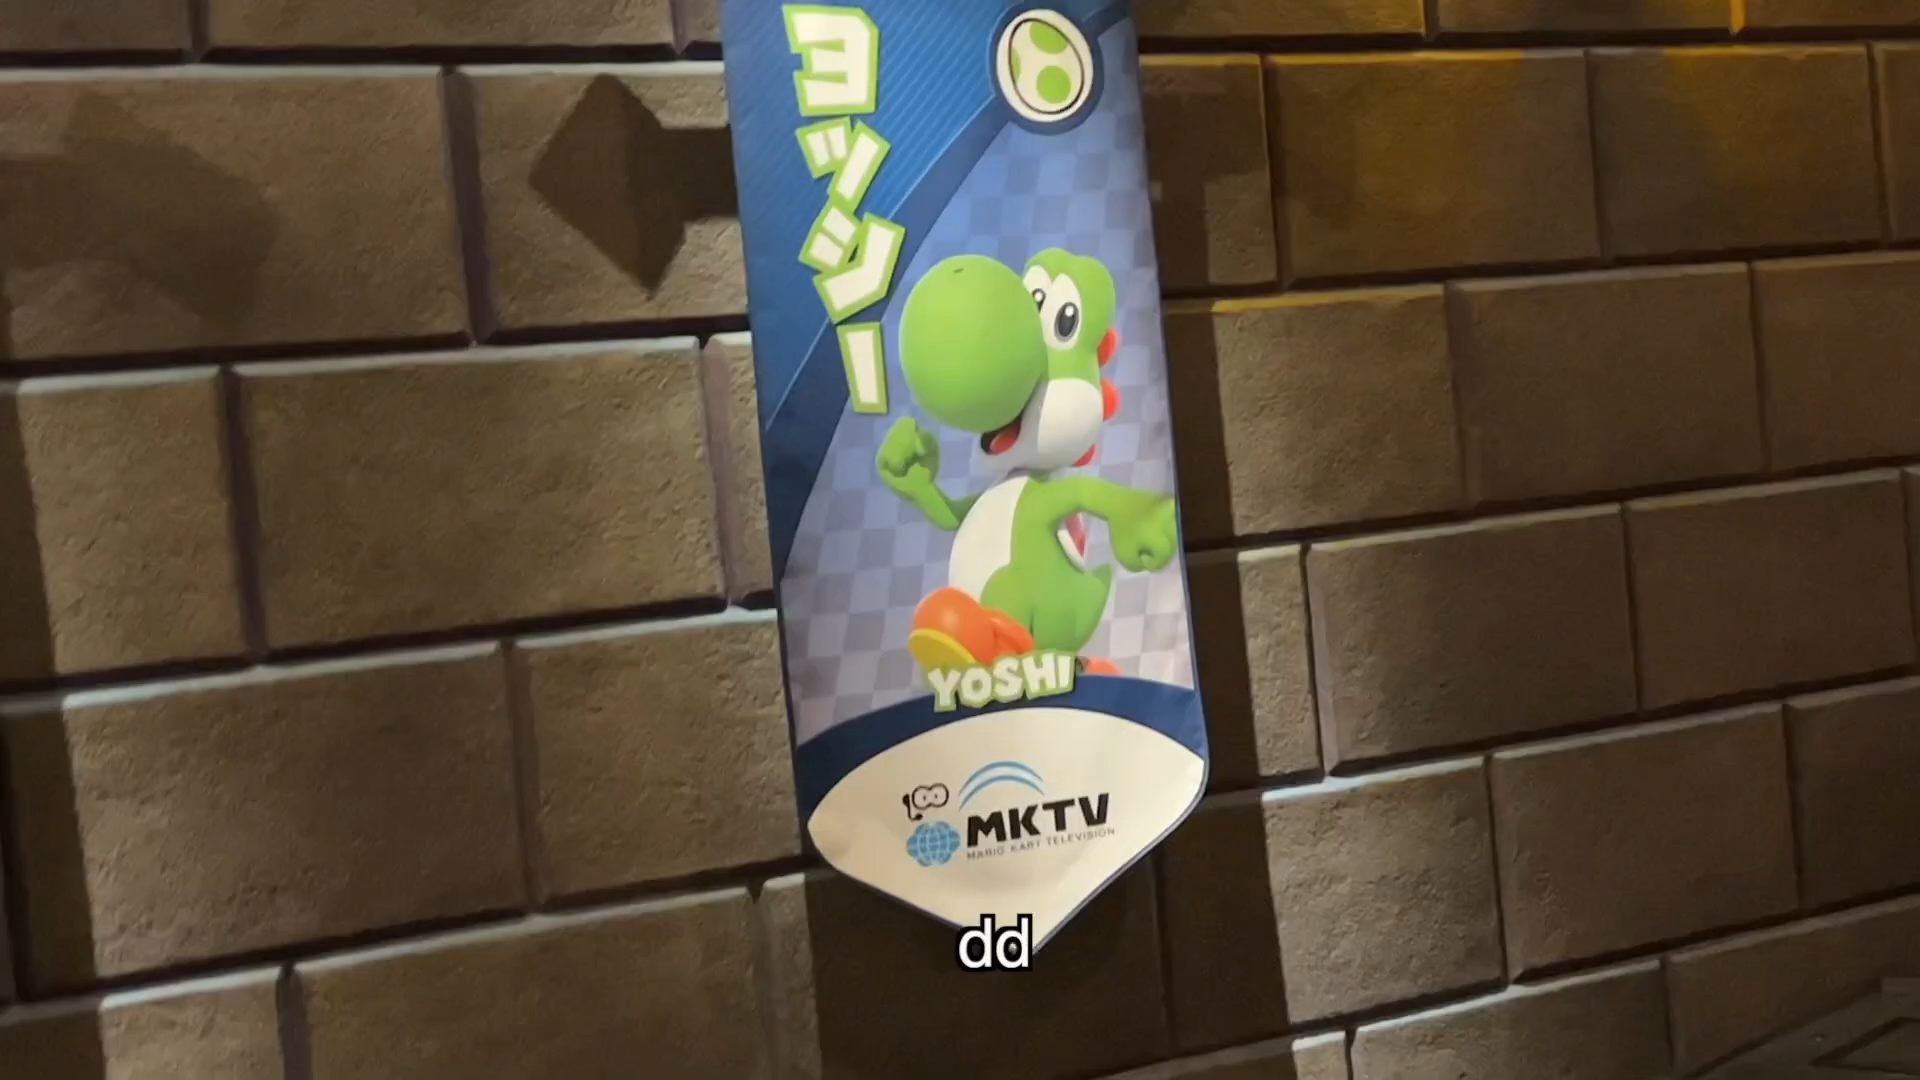 ヨッシー
YOSHI
MKTV
MARIO KART TELEVISION
dd